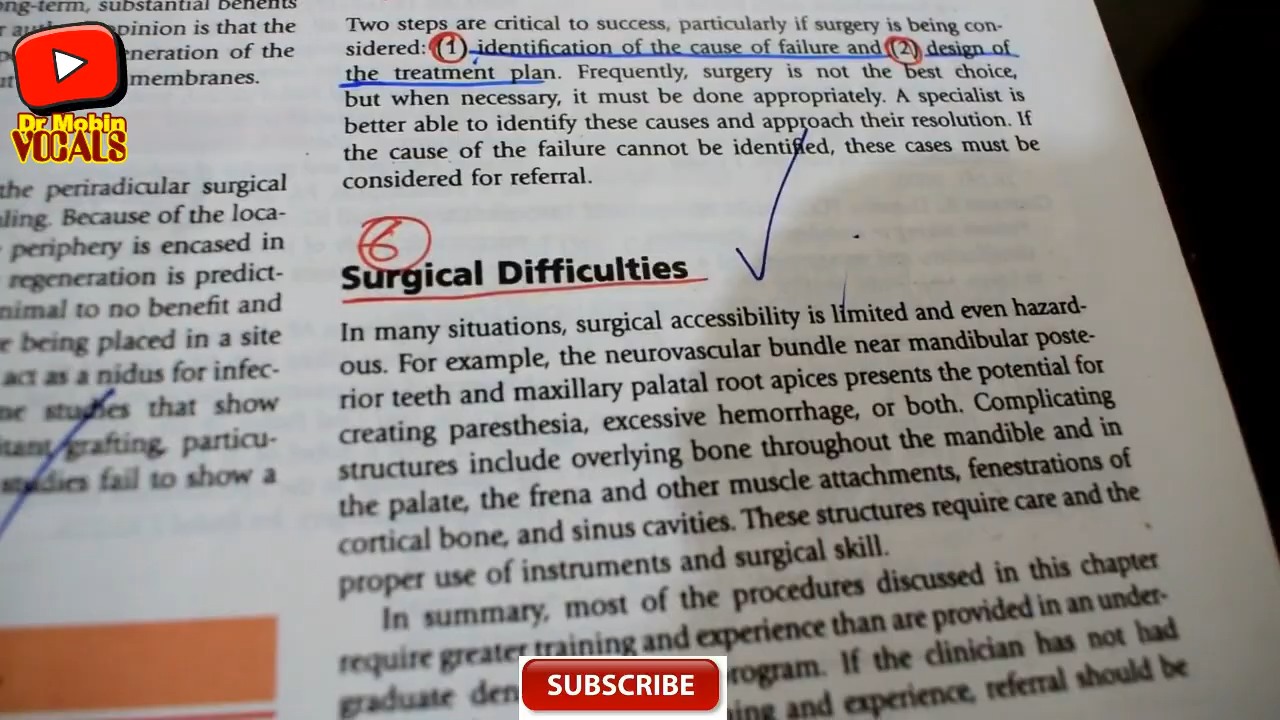 ong-term, substantial benefits
opinion is that the
neration of the
membranes.
Dr Mobin
VOCALS
the periradicular surgical
ling. Because of the loca-
periphery is encased in
regeneration is predict-
nimal to no benefit and
e being placed in a site
act as a nidus for infec-
studies that show
grafting, particu-
studies fail to show a
Two steps are critical to success, particularly if surgery is being con-
sidered: (1) identification of the cause of failure and (2) design of
the treatment plan. Frequently, surgery is not the best choice,
but when necessary, it must be done appropriately. A specialist is
better able to identify these causes and approach their resolution. If
the cause of the failure cannot be identified, these cases must be
considered for referral.
6
Surgical Difficulties
In many situations, surgical accessibility is limited and even hazard-
ous. For example, the neurovascular bundle near mandibular poste-
rior teeth and maxillary palatal root apices presents the potential for
creating paresthesia, excessive hemorrhage, or both. Complicating
structures include overlying bone throughout the mandible and in
the palate, the frena and other muscle attachments, fenestrations of
cortical bone, and sinus cavities. These structures require care and the
proper use of instruments and surgical skill.
In summary, most of the procedures discussed in this chapter
require greater training and experience than are provided in an under-
graduate den rogram. If the clinician has not had
ing and experience, referral should be
SUBSCRIBE